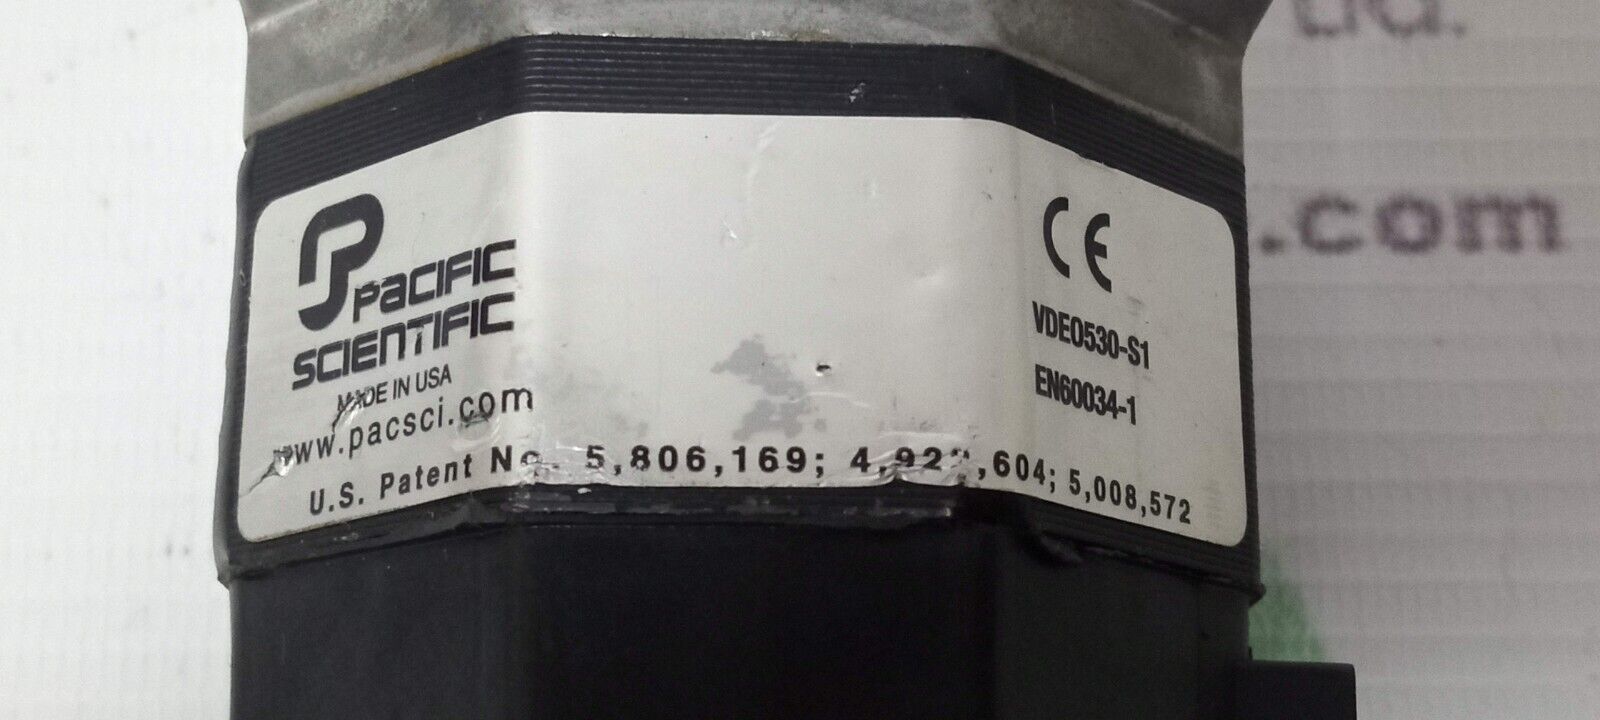 PACIFIC
SCIENTIFIC
MADE IN USA
www.pacsci.com
U.S. Patent No. 5,806,169; 5,008,572
CE
VDE0530-S1
EN60034-1
.com